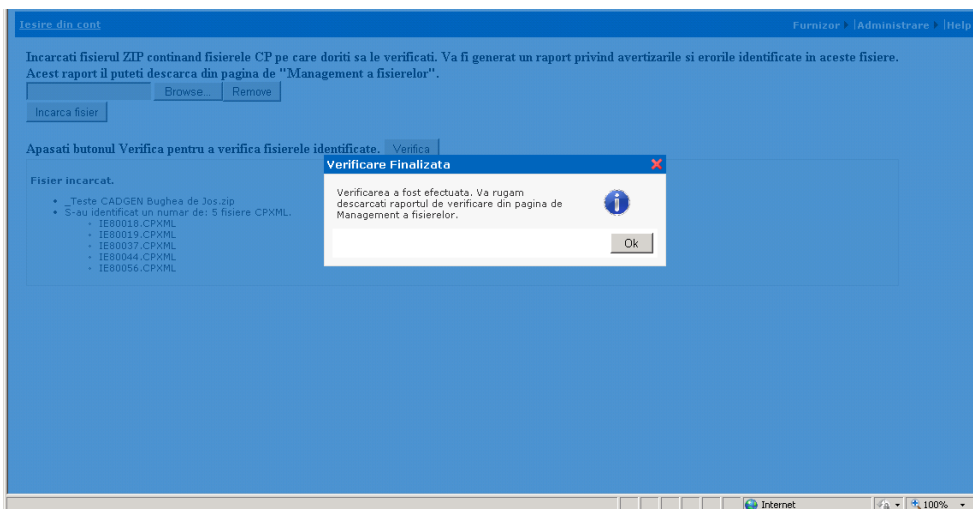 Iesire din cont
Furnizor |Administrare |Help
Incarcati fisierul ZIP continand fisierele CP pe care doriti sa le verificati. Va fi generat un raport privind avertizarile si erorile identificate in aceste fisiere.
Acest raport il puteti descarca din pagina de "Management a fisierelor".
Browse... Remove
Incarca fisier
Apasati butonul Verifica pentru a verifica fisierele identificate. Verifica
Verificare Finalizata
Verificarea a fost efectuata. Va rugam
descarcati raportul de verificare din pagina de
Management a fisierelor.
Ok
Fisier incarcat.
_Teste CADGEN Bughea de Jos.zip
S-au identificat un numar de: 5 fisiere CPXML.
IE80018.CPXML
IE80019.CPXML
IE80037.CPXML
IE80044.CPXML
IE80056.CPXML
Internet
100%